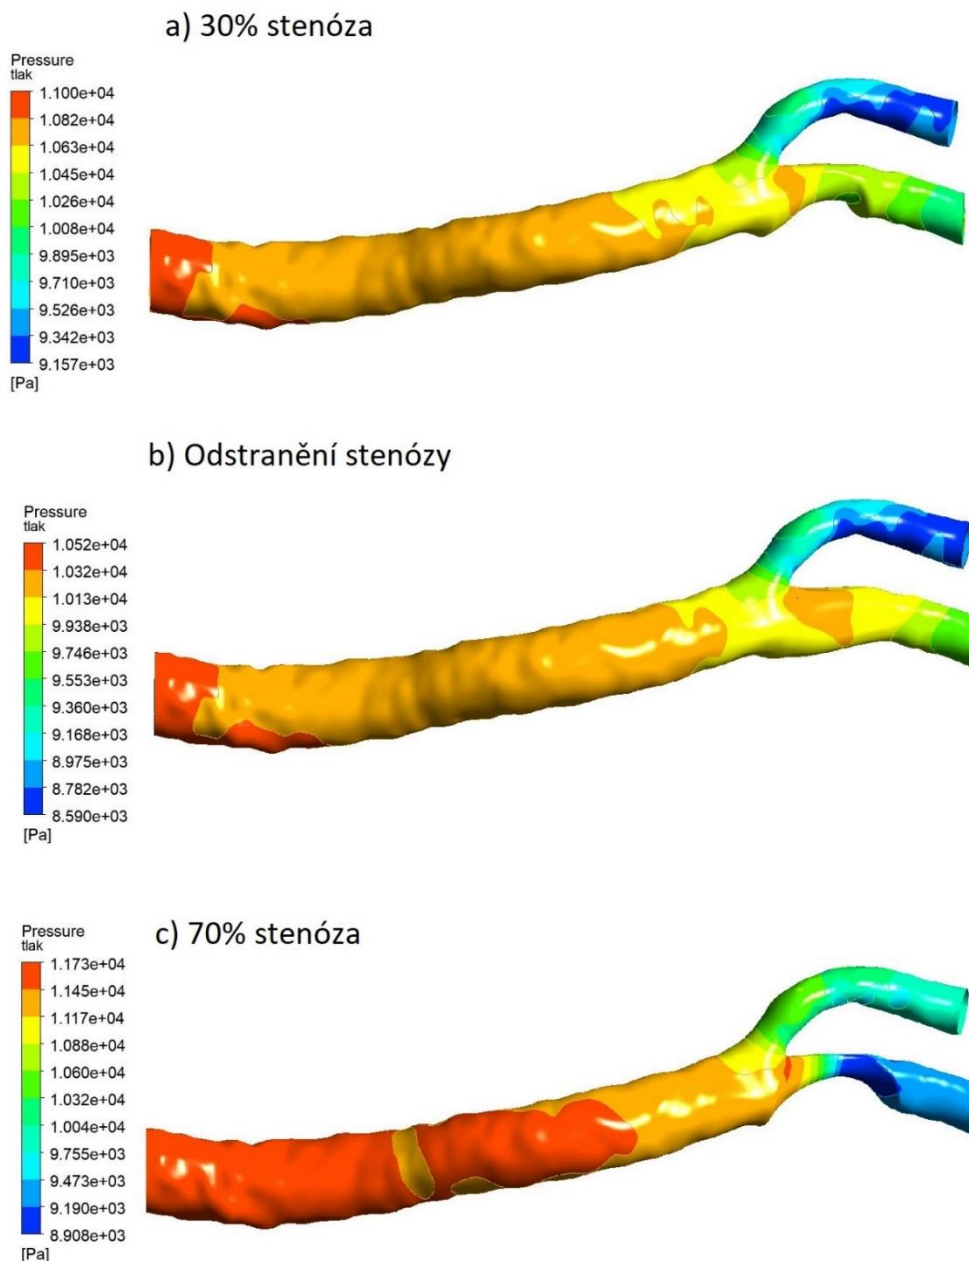 a) 30% stenóza
Pressure
tlak
1.100e+04
1.082e+04
1.063e+04
1.045e+04
1.026e+04
1.008e+04
9.895e+03
9.710e+03
9.526e+03
9.342e+03
9.157e+03
[Pa]
b) Odstranění stenózy
Pressure
tlak
1.052e+04
1.032e+04
1.013e+04
9.938e+03
9.746e+03
9.553e+03
9.360e+03
9.168e+03
8.975e+03
8.782e+03
8.590e+03
[Pa]
c) 70% stenóza
Pressure
tlak
1.173e+04
1.145e+04
1.117e+04
1.088e+04
1.060e+04
1.032e+04
1.004e+04
9.755e+03
9.473e+03
9.190e+03
8.908e+03
[Pa]